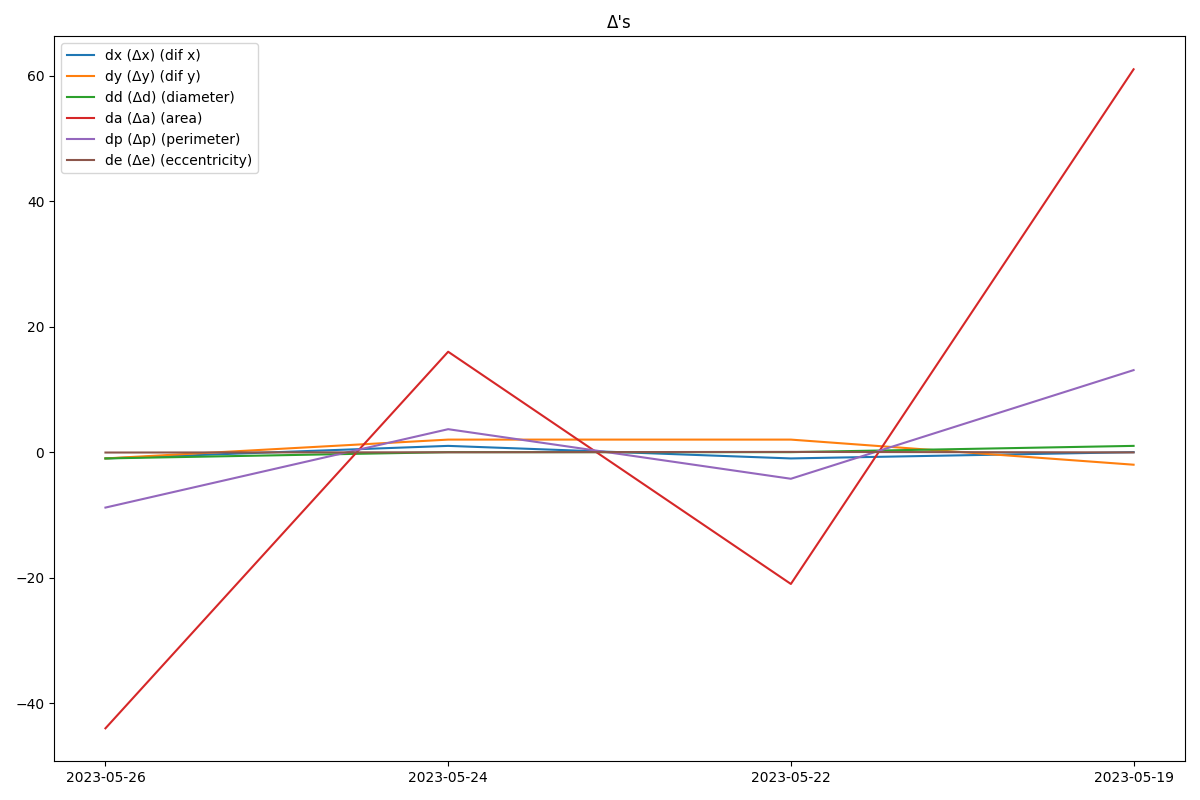 Δ's
dx (Δx) (dif x)
dy (Δy) (dif y)
dd (Δd) (diameter)
da (Δa) (area)
dp (Δp) (perimeter)
de (Δe) (eccentricity)
60
40
20
0
−20
−40
2023-05-26
2023-05-24
2023-05-22
2023-05-19